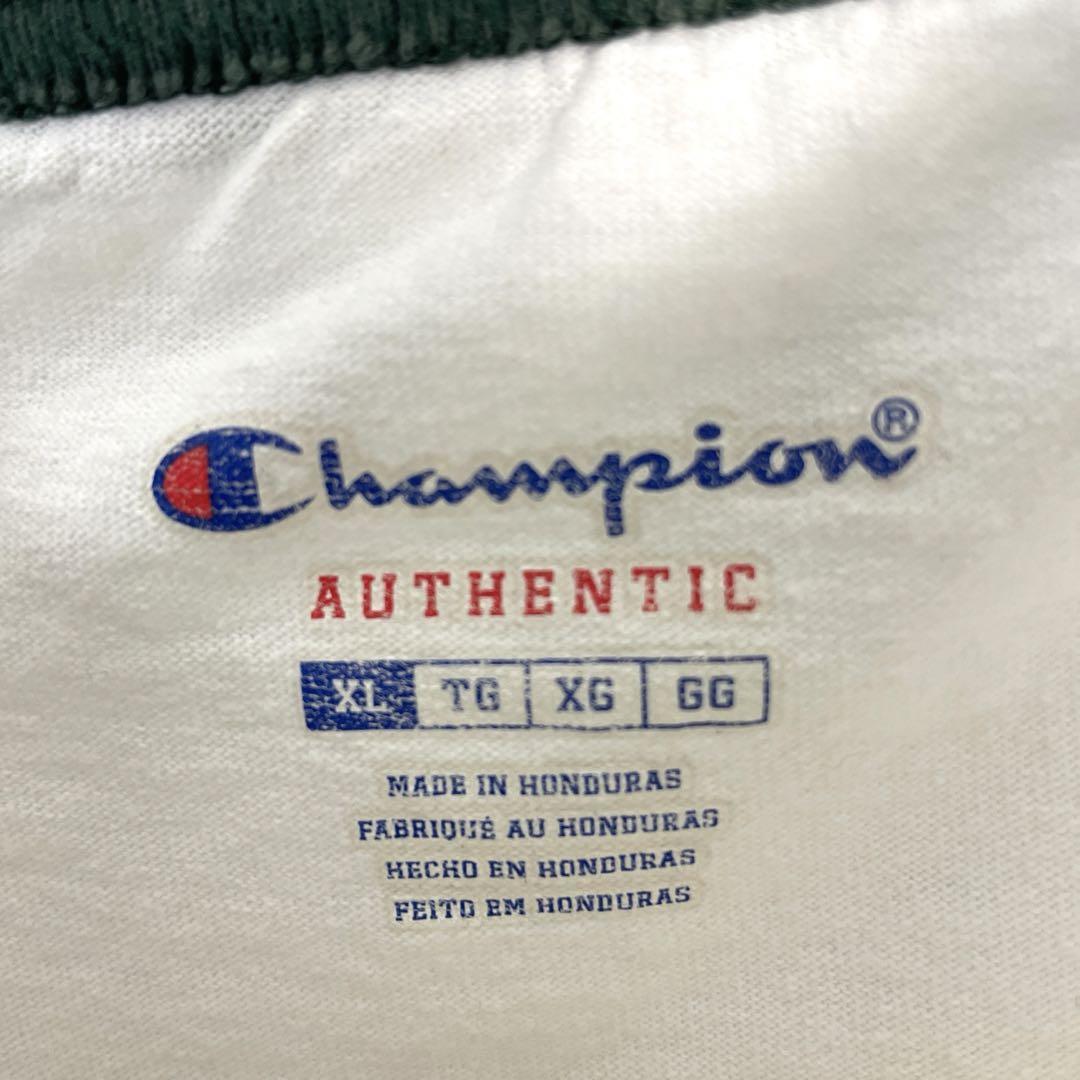 Champion®
AUTHENTIC
XL TG XG GG
MADE IN HONDURAS
FABRIQUÉ AU HONDURAS
HECHO EN HONDURAS
FEITO EM HONDURAS